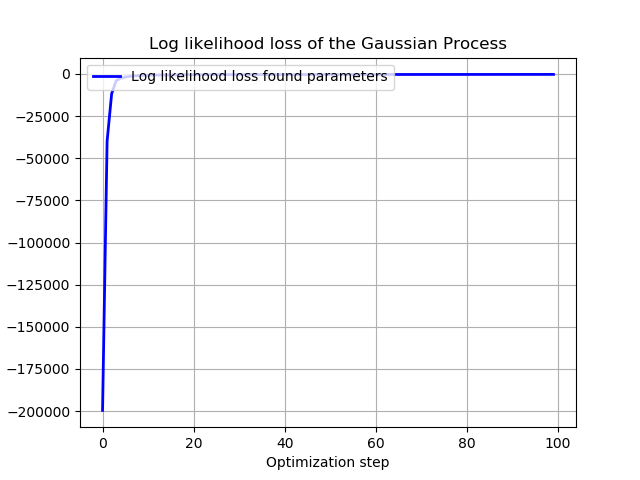 Log likelihood loss of the Gaussian Process
Log likelihood loss found parameters
0
−25000
−50000
−75000
−100000
−125000
−150000
−175000
−200000
0 20 40 60 80 100
Optimization step